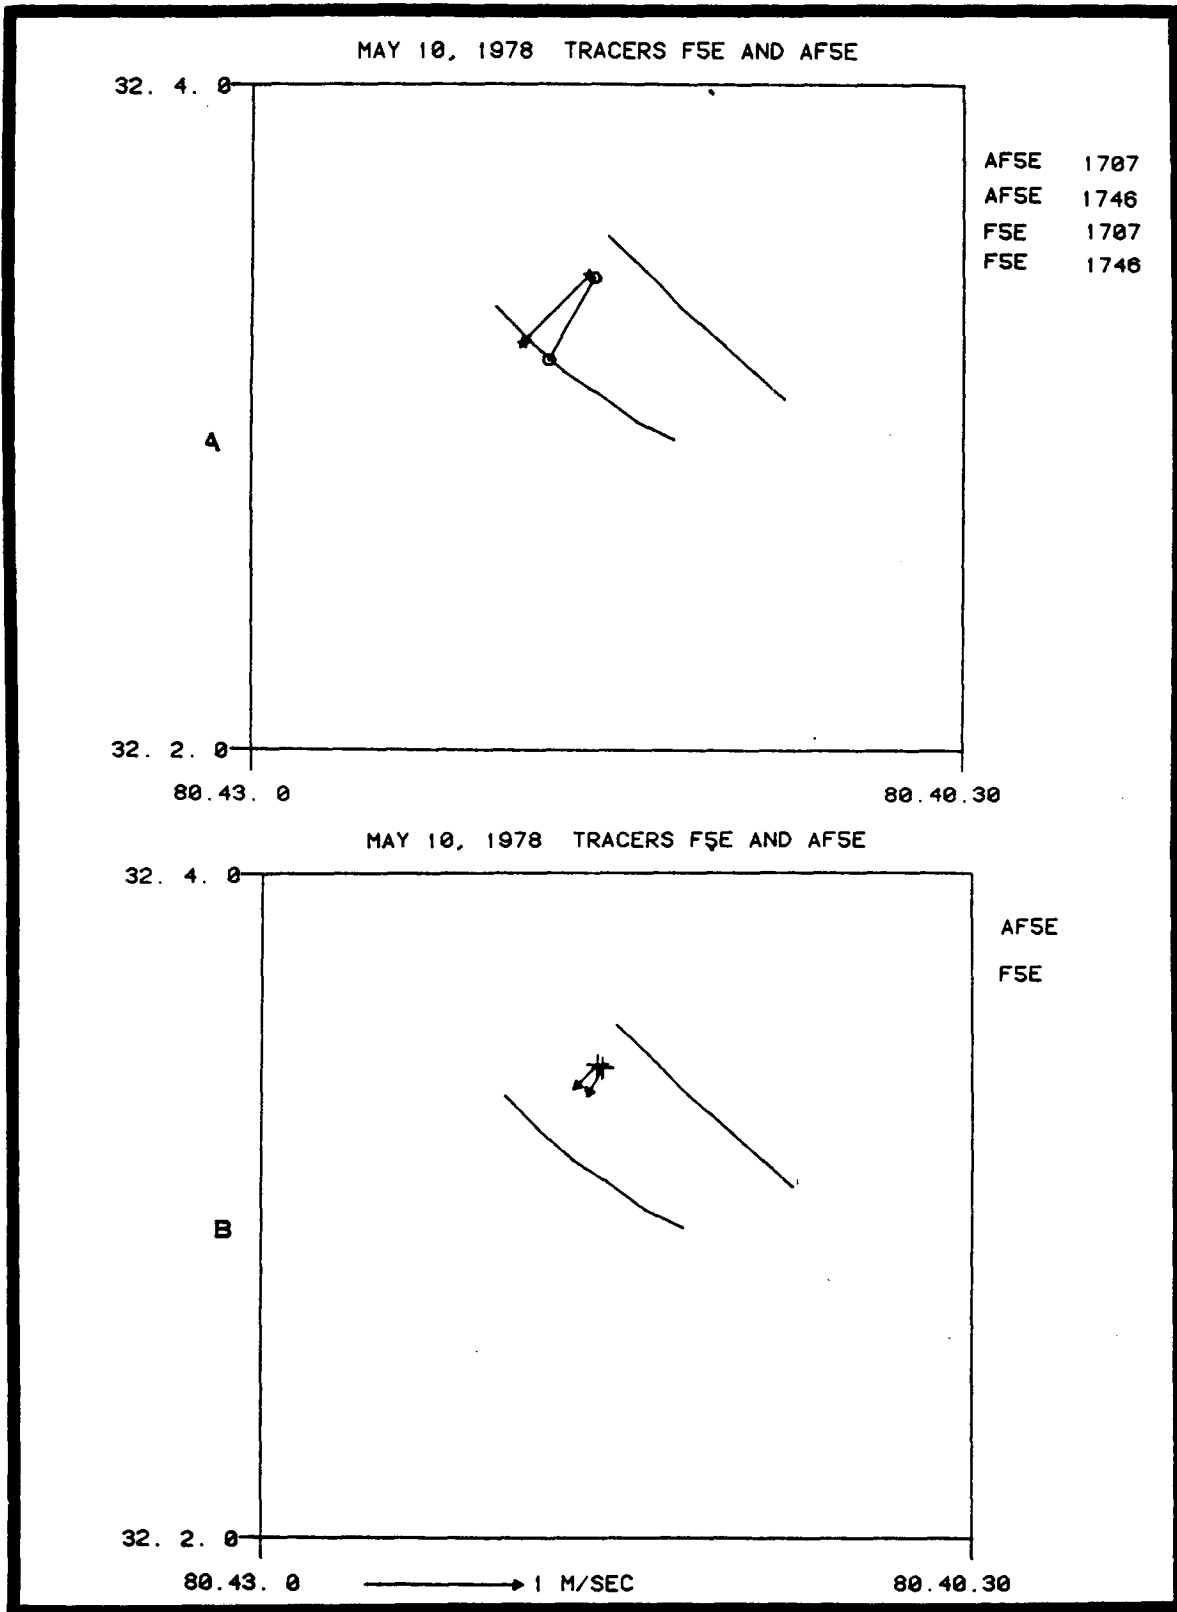 MAY 10, 1978 TRACERS F5E AND AF5E
32. 4. 0
AF5E 1707
AF5E 1746
F5E 1707
F5E 1746
A
32. 2. 0
80.43. 0 80.40.30
MAY 10, 1978 TRACERS F5E AND AF5E
32. 4. 0
AF5E
F5E
B
32. 2. 0
80.43. 0 1 M/SEC 80.40.30